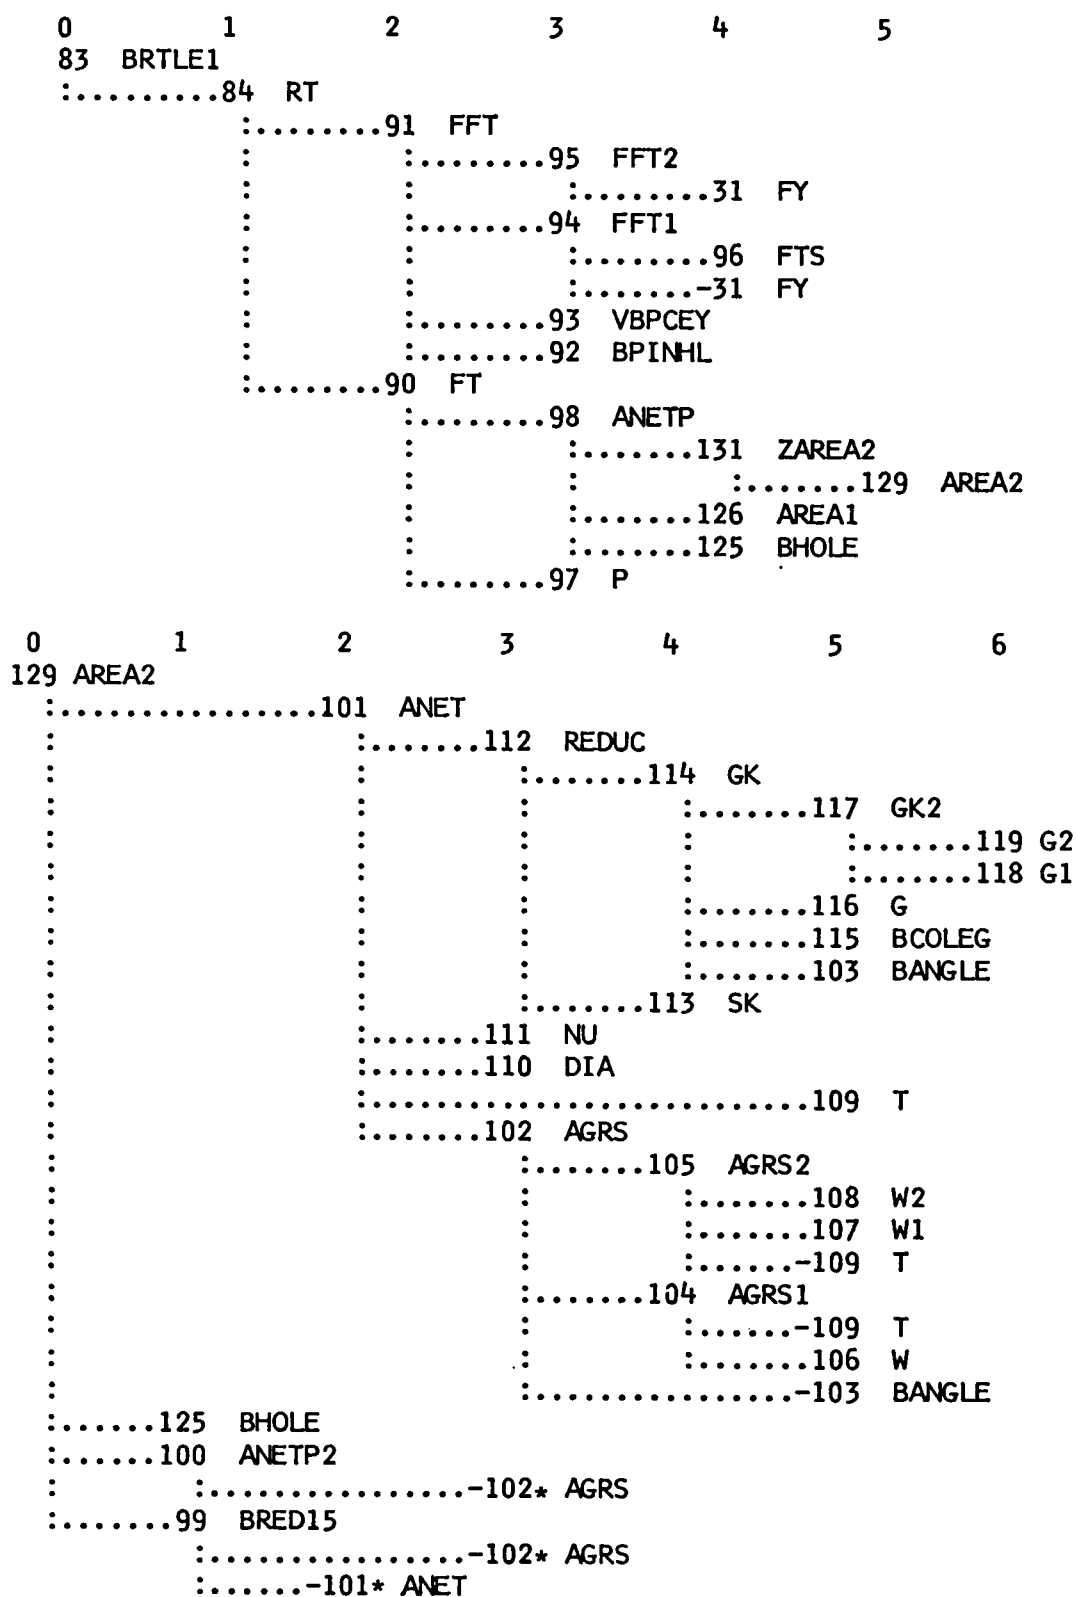 0 1 2 3 4 5
83 BRTLE1
:.........84 RT
:........91 FFT
: :........95 FFT2
: : :........31 FY
: :........94 FFT1
: : :........96 FTS
: : :.......-31 FY
: :........93 VBPCEY
: :........92 BPINHL
:........90 FT
:........98 ANETP
: :.......131 ZAREA2
: : :.......129 AREA2
: :.......126 AREA1
: :.......125 BHOLE
:........97 P
0 1 2 3 4 5 6
129 AREA2
:................101 ANET
: :.......112 REDUC
: : :.......114 GK
: : : :.......117 GK2
: : : : :.......119 G2
: : : : :.......118 G1
: : : :.......116 G
: : : :.......115 BCOLEG
: : : :.......103 BANGLE
: : :.......113 SK
: :.......111 NU
: :.......110 DIA
: :...........................109 T
: :.......102 AGRS
: :.......105 AGRS2
: : :.......108 W2
: : :.......107 W1
: : :......-109 T
: :.......104 AGRS1
: : :......-109 T
: : :.......106 W
: :................-103 BANGLE
:......125 BHOLE
:......100 ANETP2
: :................-102* AGRS
:.......99 BRED15
:................-102* AGRS
:......-101* ANET